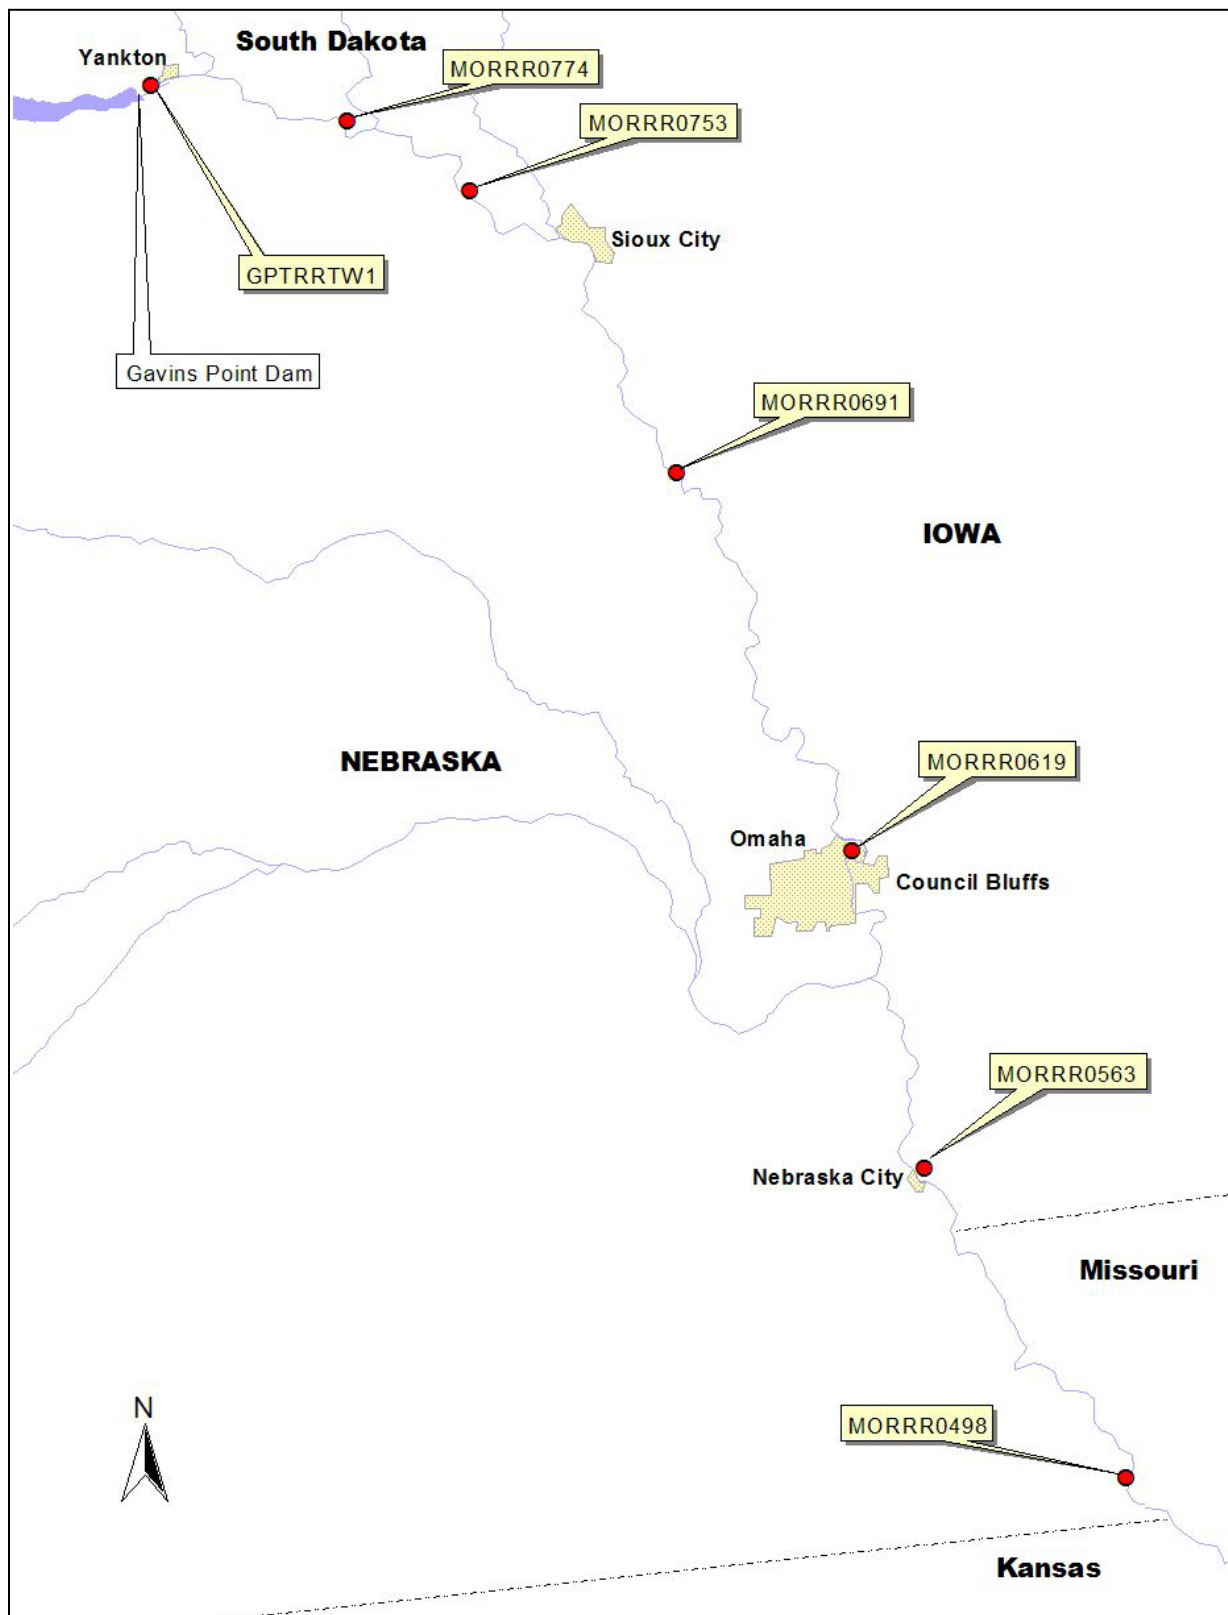 South Dakota
Yankton
MORRR0774
MORRR0753
Sioux City
GPTRRTW1
Gavins Point Dam
MORRR0691
IOWA
NEBRASKA
MORRR0619
Omaha
Council Bluffs
MORRR0563
Nebraska City
Missouri
N
MORRR0498
Kansas